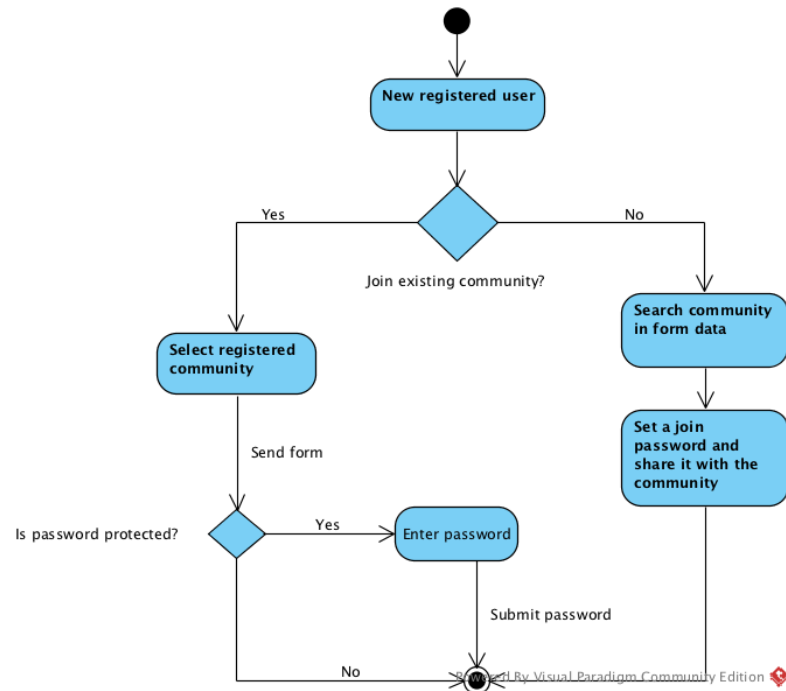 New registered user
Yes
No
Join existing community?
Search community
in form data
Select registered
community
Set a join
password and
share it with the
community
Send form
Is password protected?
Yes
Enter password
Submit password
No
Powered By Visual Paradigm Community Edition